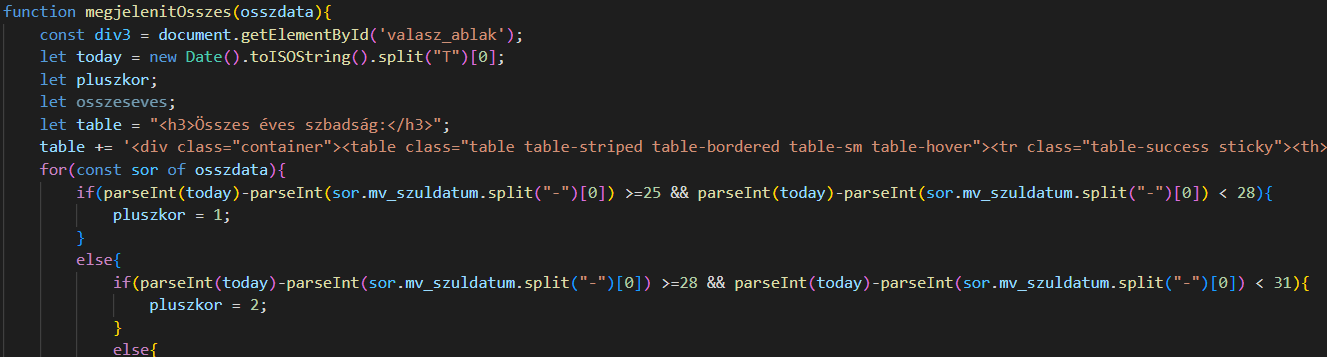 function megjelenitOsszes(osszdata){
const div3 = document.getElementById('valasz_ablak');
let today = new Date().toISOString().split("T")[0];
let pluszkor;
let osszeseves;
let table = "<h3>Összes éves szbadság:</h3>";
table += '<div class="container"><table class="table table-striped table-bordered table-sm table-hover"><tr class="table-success sticky"><th>
for(const sor of osszdata){
if(parseInt(today)-parseInt(sor.mv_szuldatum.split("-")[0]) >=25 && parseInt(today)-parseInt(sor.mv_szuldatum.split("-")[0]) < 28){
pluszkor = 1;
}
else{
if(parseInt(today)-parseInt(sor.mv_szuldatum.split("-")[0]) >=28 && parseInt(today)-parseInt(sor.mv_szuldatum.split("-")[0]) < 31){
pluszkor = 2;
}
else{